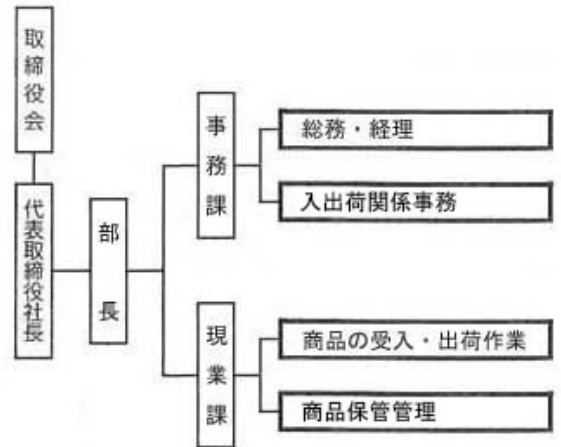 取締役会
代表取締役社長
部長
事務課
総務・経理
入出荷関係事務
現業課
商品の受入・出荷作業
商品保管管理